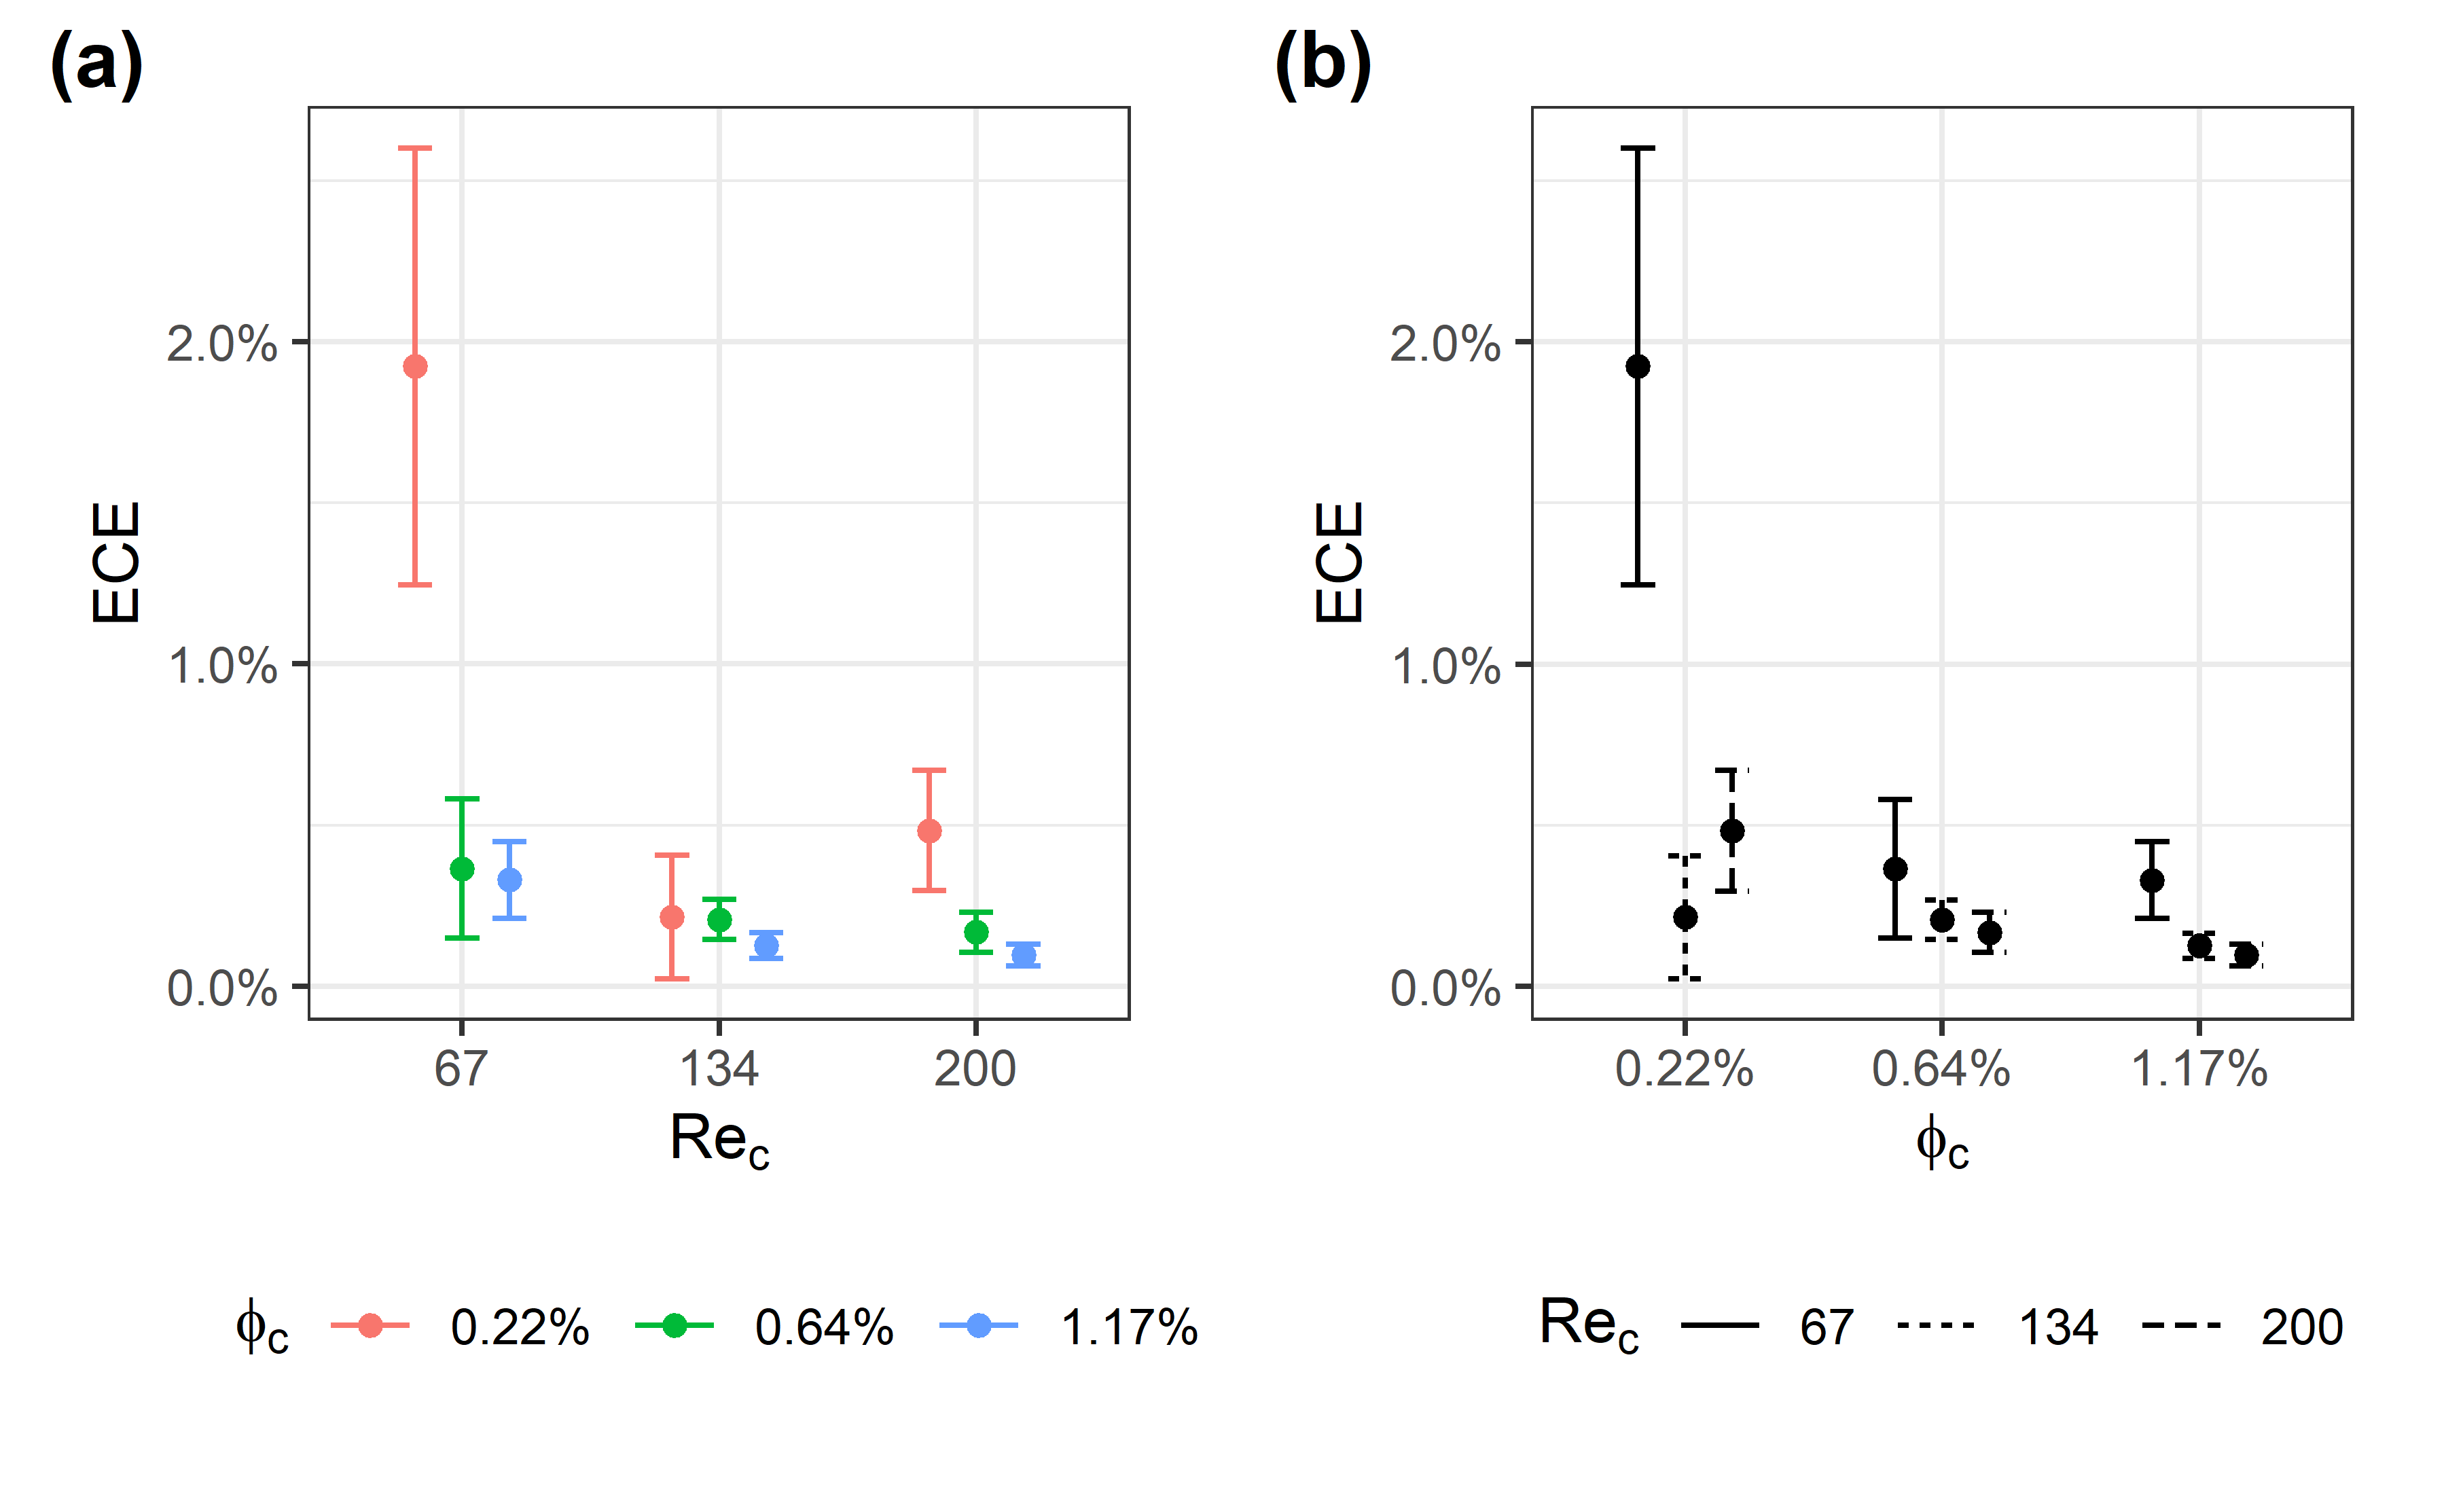 (a)
ECE
2.0%
1.0%
0.0%
67 134 200
Rec
ϕc 0.22% 0.64% 1.17%
(b)
ECE
2.0%
1.0%
0.0%
0.22% 0.64% 1.17%
ϕc
Rec 67 134 200